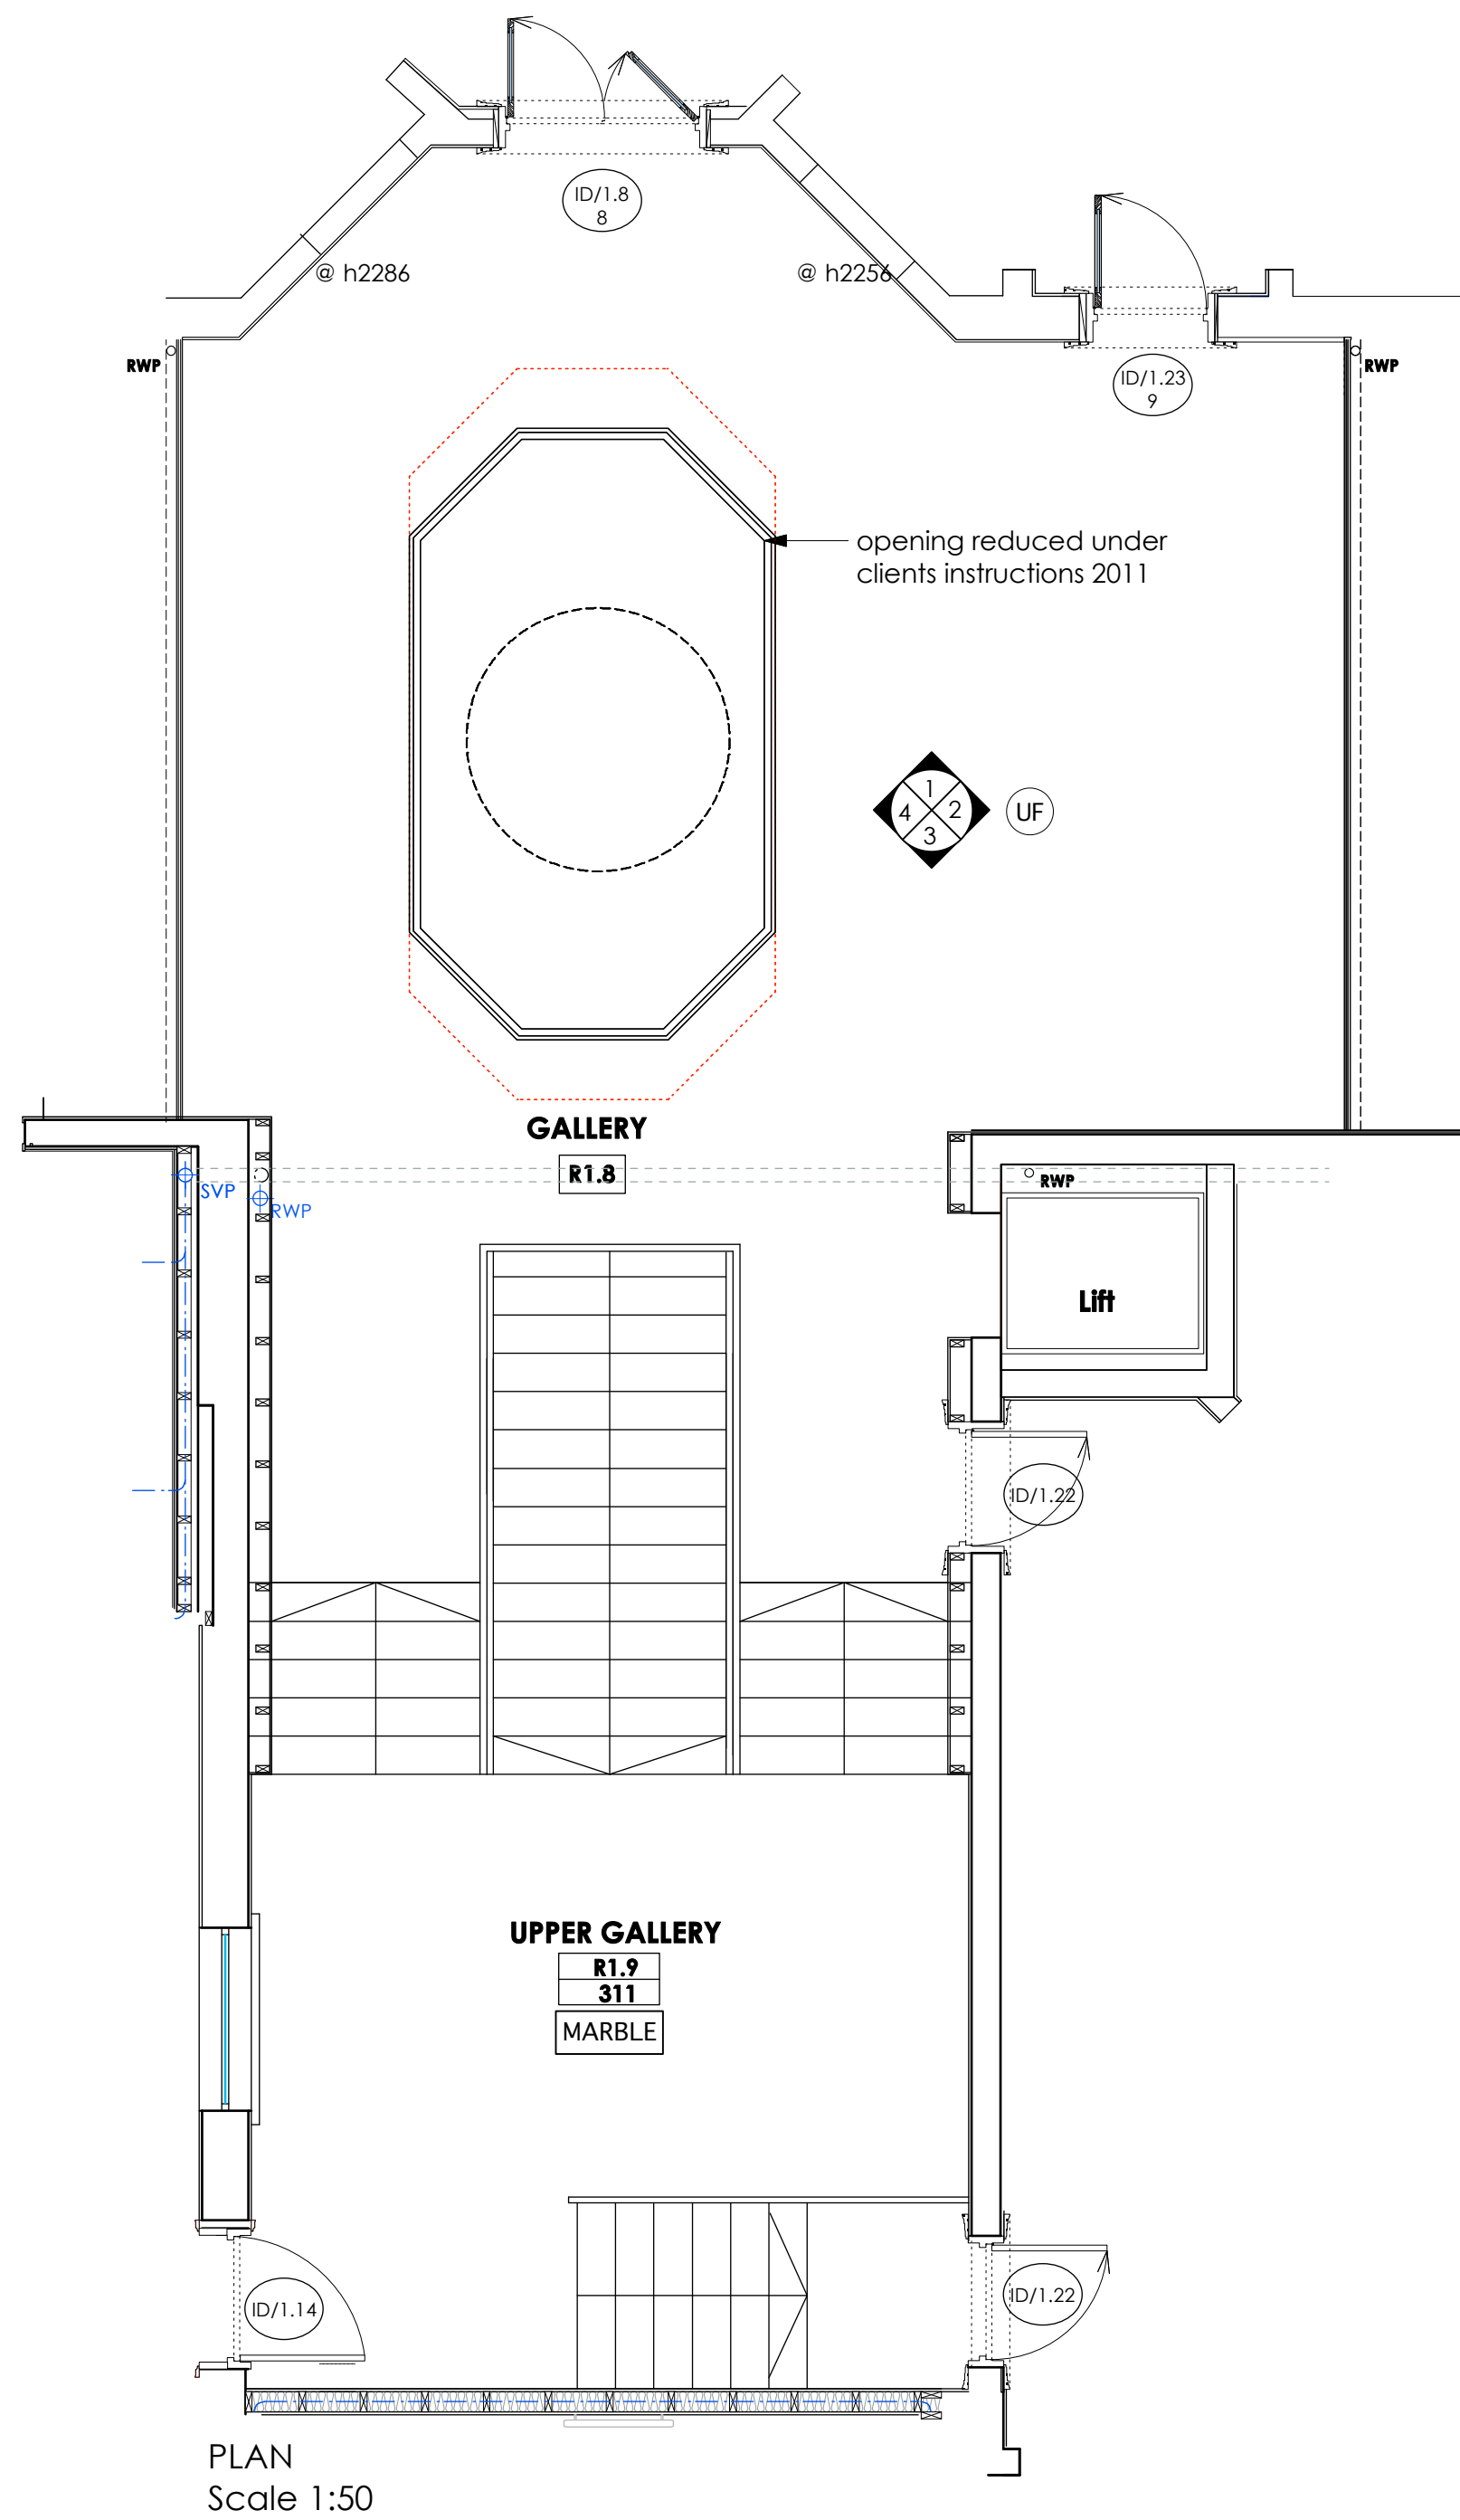 ID/1.8
8
@ h2286
@ h2256
RWP
RWP
ID/1.23
9
opening reduced under
clients instructions 2011
1
4
2
3
UF
GALLERY
R1.8
SVP
RWP
RWP
Lift
ID/1.22
UPPER GALLERY
R1.9
311
MARBLE
ID/1.14
ID/1.22
PLAN
Scale 1:50